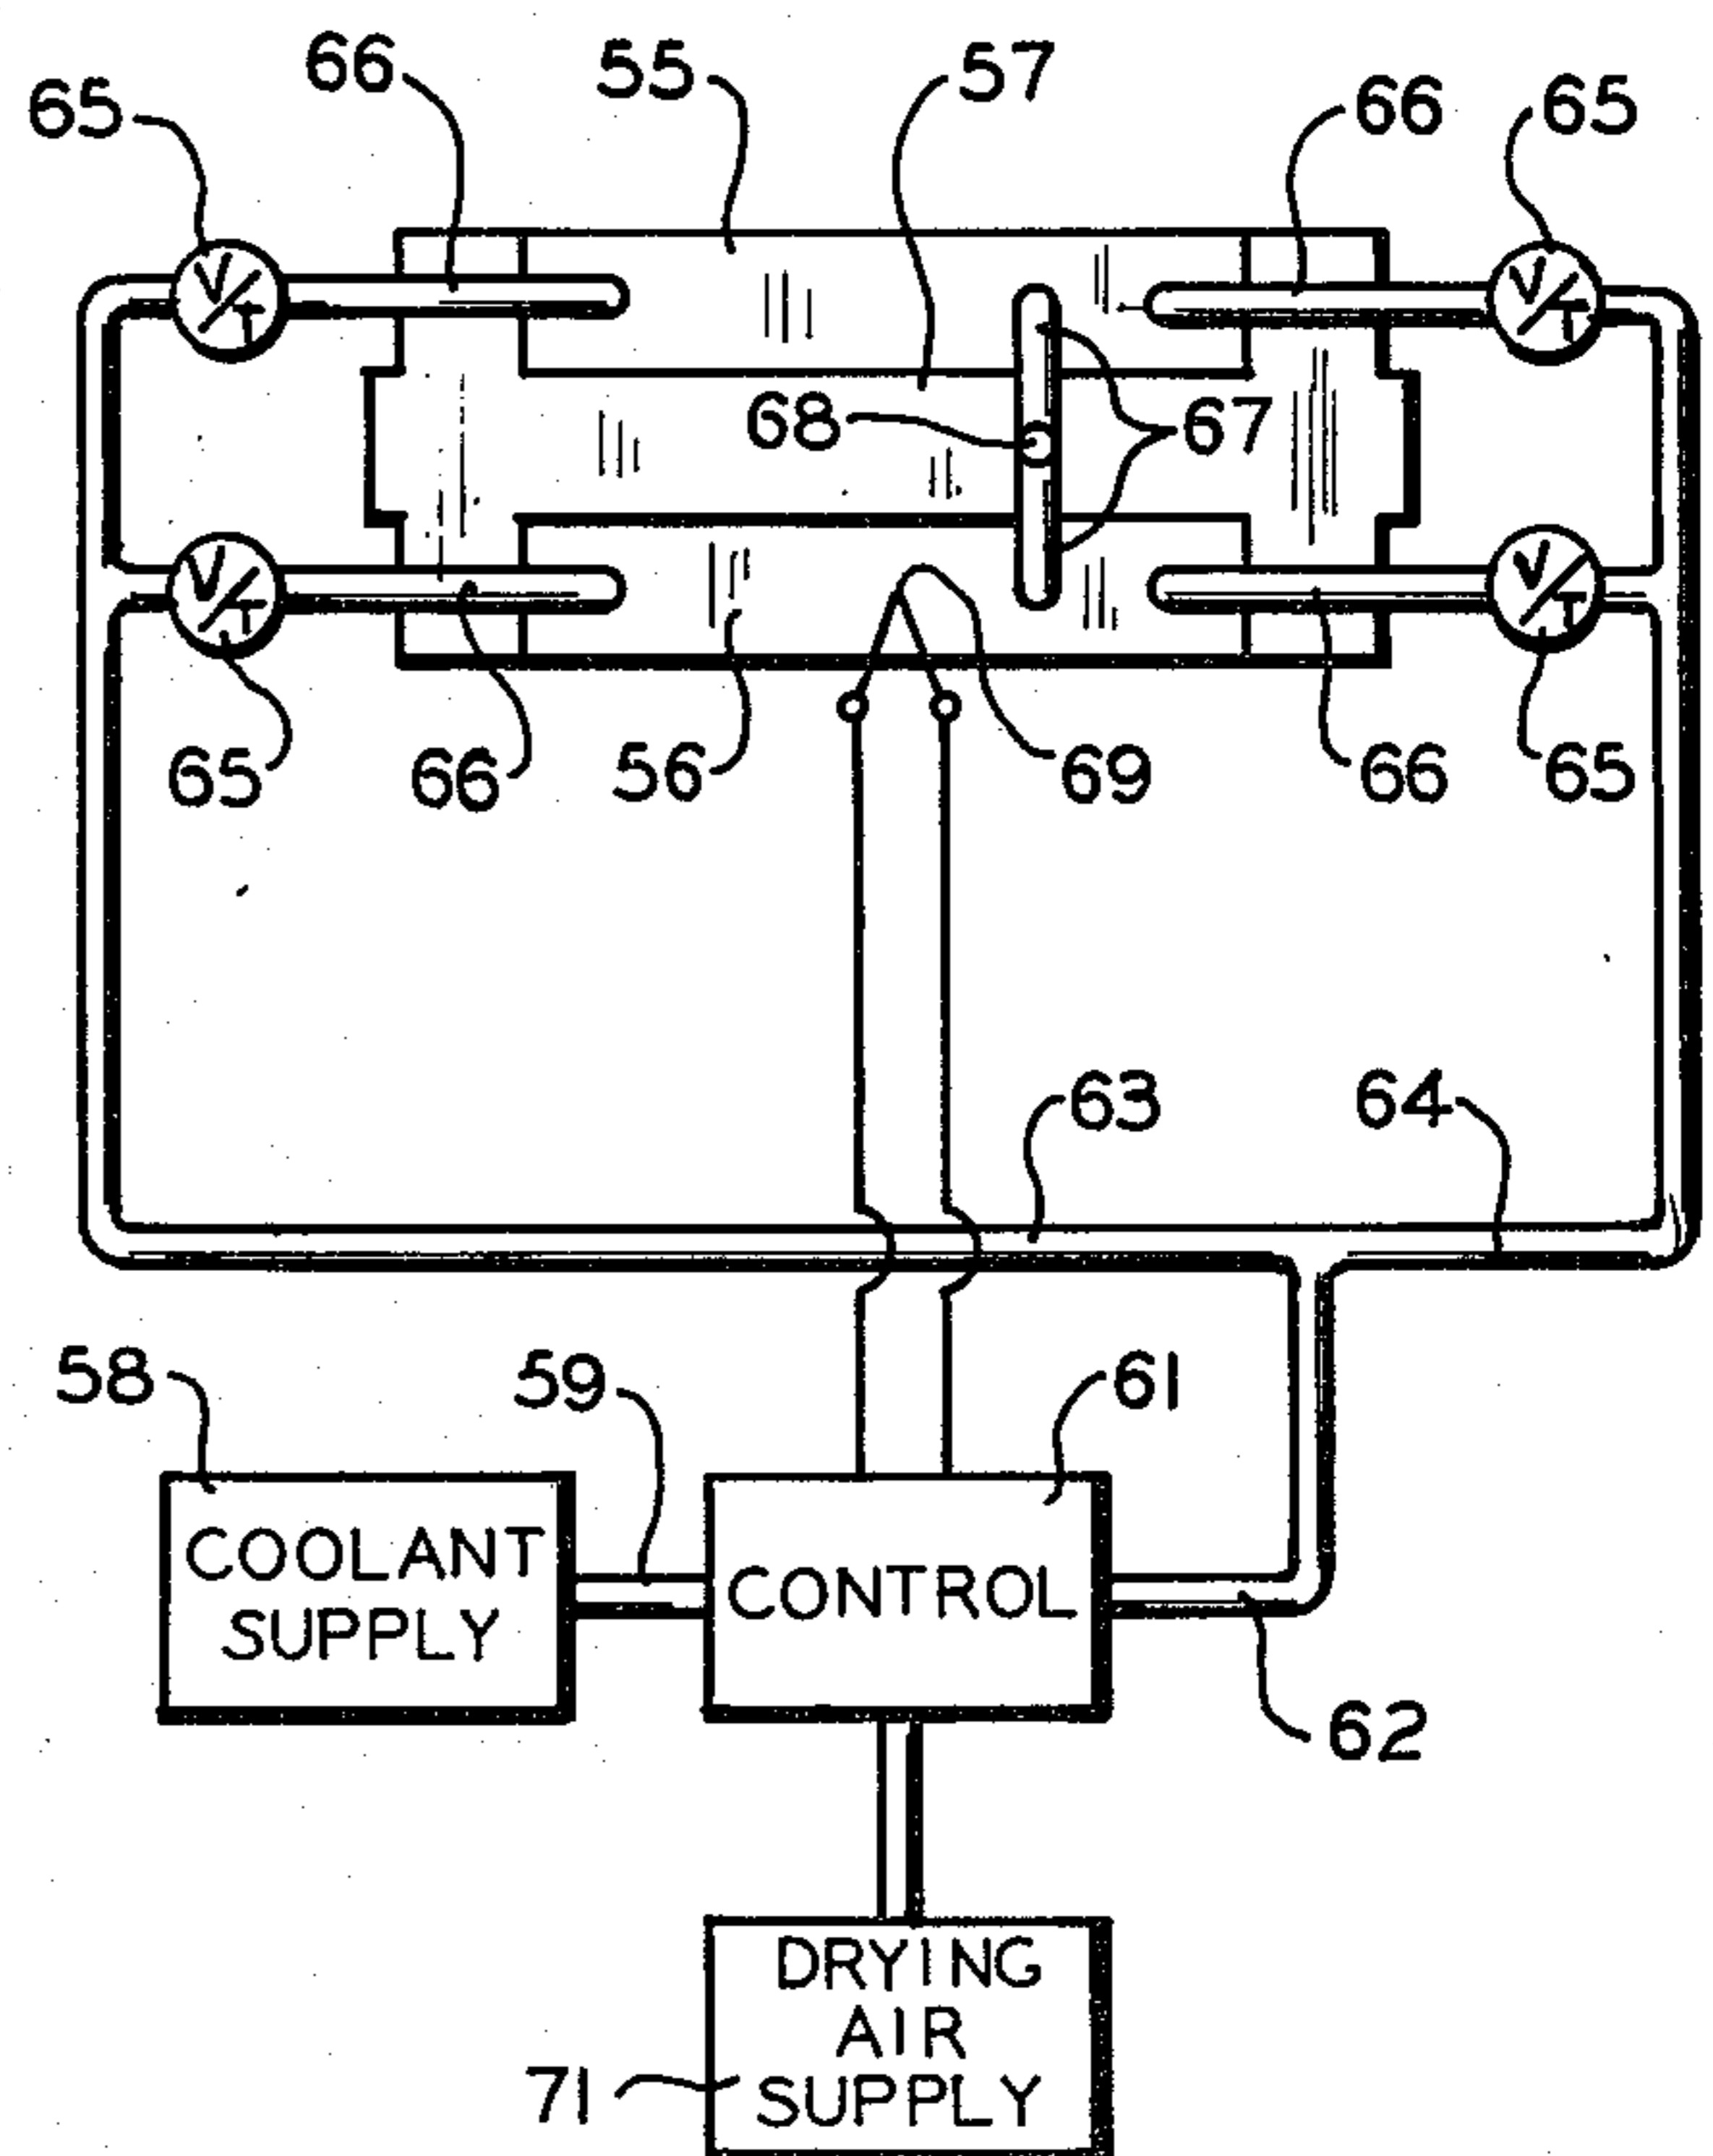 66 55 57
65 66 65
68 67
V/T V/T
V/T V/T
65 66 56 69 66 65
63 64
58 59 61
COOLANT
SUPPLY
CONTROL
62
DRYING
AIR
SUPPLY
71